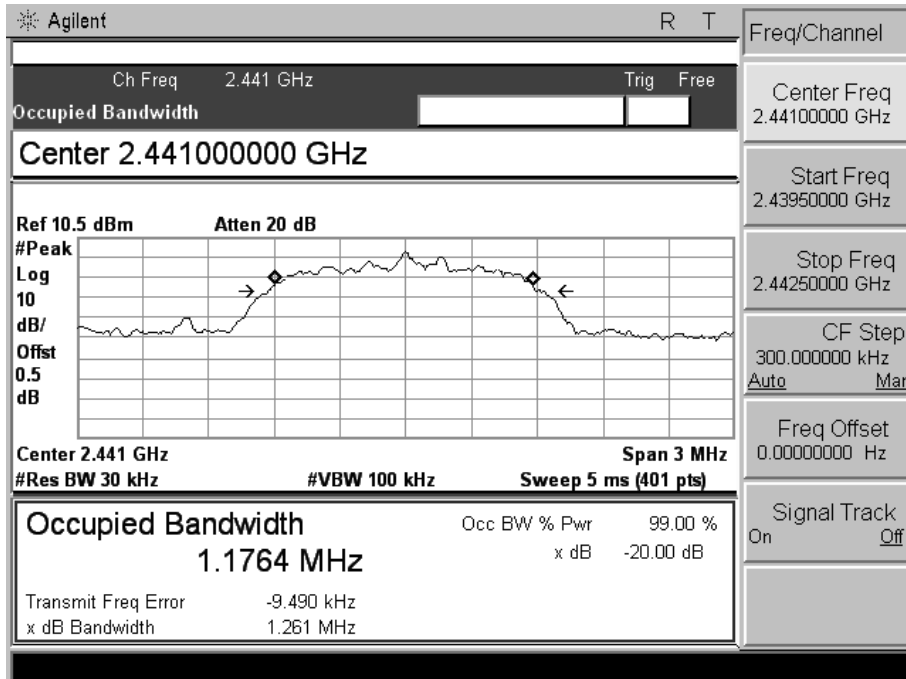 Agilent R T
Freq/Channel
Ch Freq 2.441 GHz Trig Free
Occupied Bandwidth
Center 2.441000000 GHz
Ref 10.5 dBm Atten 20 dB
#Peak
Log
10
dB/
Offst
0.5
dB
Center 2.441 GHz Span 3 MHz
#Res BW 30 kHz #VBW 100 kHz Sweep 5 ms (401 pts)
Occupied Bandwidth
1.1764 MHz
Occ BW % Pwr 99.00 %
x dB -20.00 dB
Transmit Freq Error -9.490 kHz
x dB Bandwidth 1.261 MHz
Center Freq
2.44100000 GHz
Start Freq
2.43950000 GHz
Stop Freq
2.44250000 GHz
CF Step
300.000000 kHz
Auto Man
Freq Offset
0.00000000 Hz
Signal Track
On Off